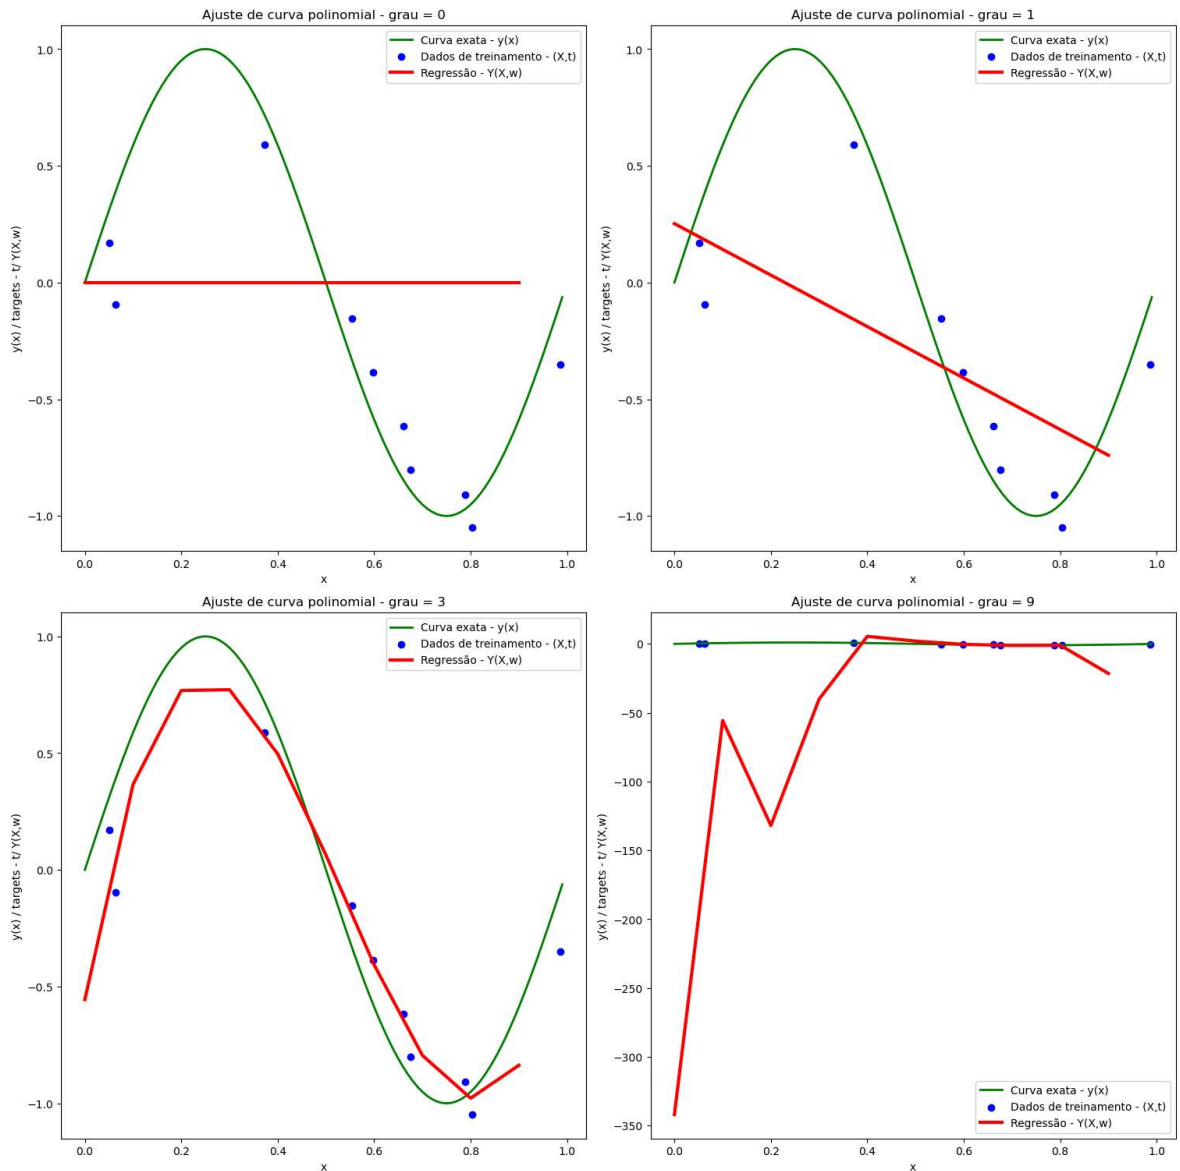 Ajuste de curva polinomial - grau = 0
Curva exata - y(x)
Dados de treinamento - (X,t)
Regressão - Y(X,w)
y(x) / targets - t/ Y(X,w)
1.0
0.5
0.0
−0.5
−1.0
0.0 0.2 0.4 0.6 0.8 1.0
x
Ajuste de curva polinomial - grau = 1
Curva exata - y(x)
Dados de treinamento - (X,t)
Regressão - Y(X,w)
y(x) / targets - t/ Y(X,w)
1.0
0.5
0.0
−0.5
−1.0
0.0 0.2 0.4 0.6 0.8 1.0
x
Ajuste de curva polinomial - grau = 3
Curva exata - y(x)
Dados de treinamento - (X,t)
Regressão - Y(X,w)
y(x) / targets - t/ Y(X,w)
1.0
0.5
0.0
−0.5
−1.0
0.0 0.2 0.4 0.6 0.8 1.0
x
Ajuste de curva polinomial - grau = 9
y(x) / targets - t/ Y(X,w)
0
−50
−100
−150
−200
−250
−300
−350
Curva exata - y(x)
Dados de treinamento - (X,t)
Regressão - Y(X,w)
0.0 0.2 0.4 0.6 0.8 1.0
x